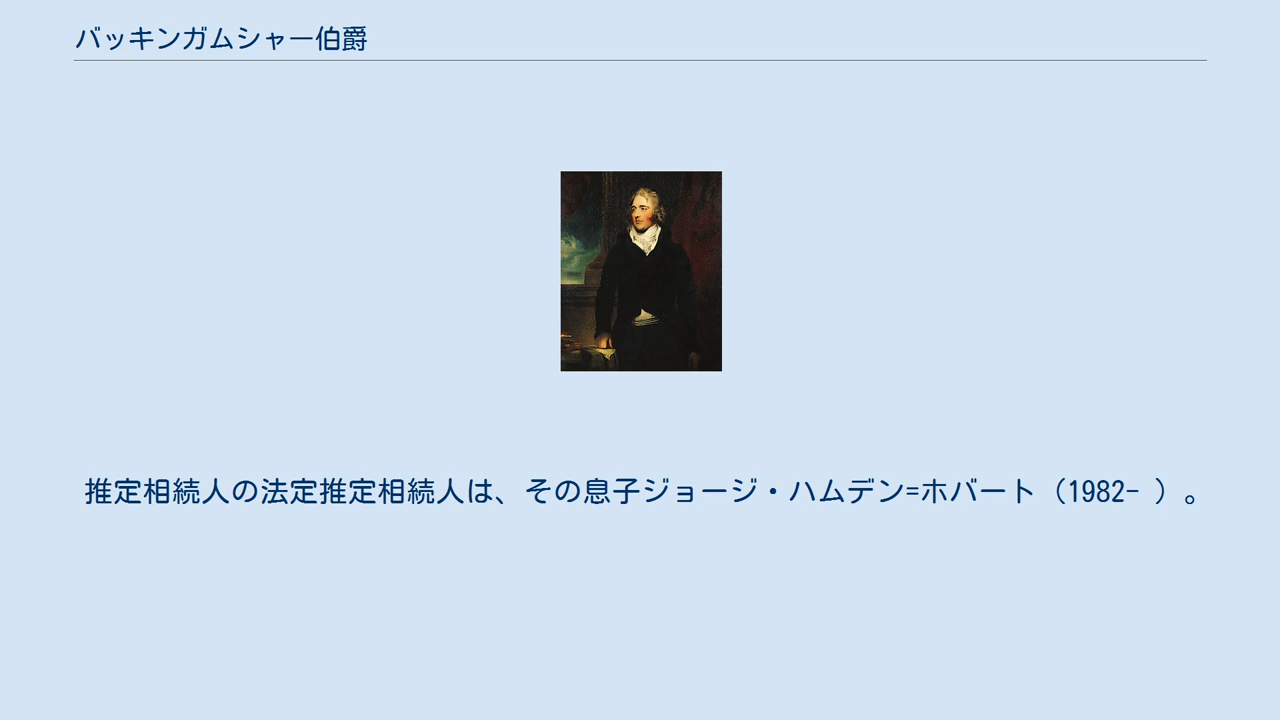 バッキンガムシャー伯爵
推定相続人の法定推定相続人は、その息子ジョージ・ハムデン=ホバート（1982- ）。